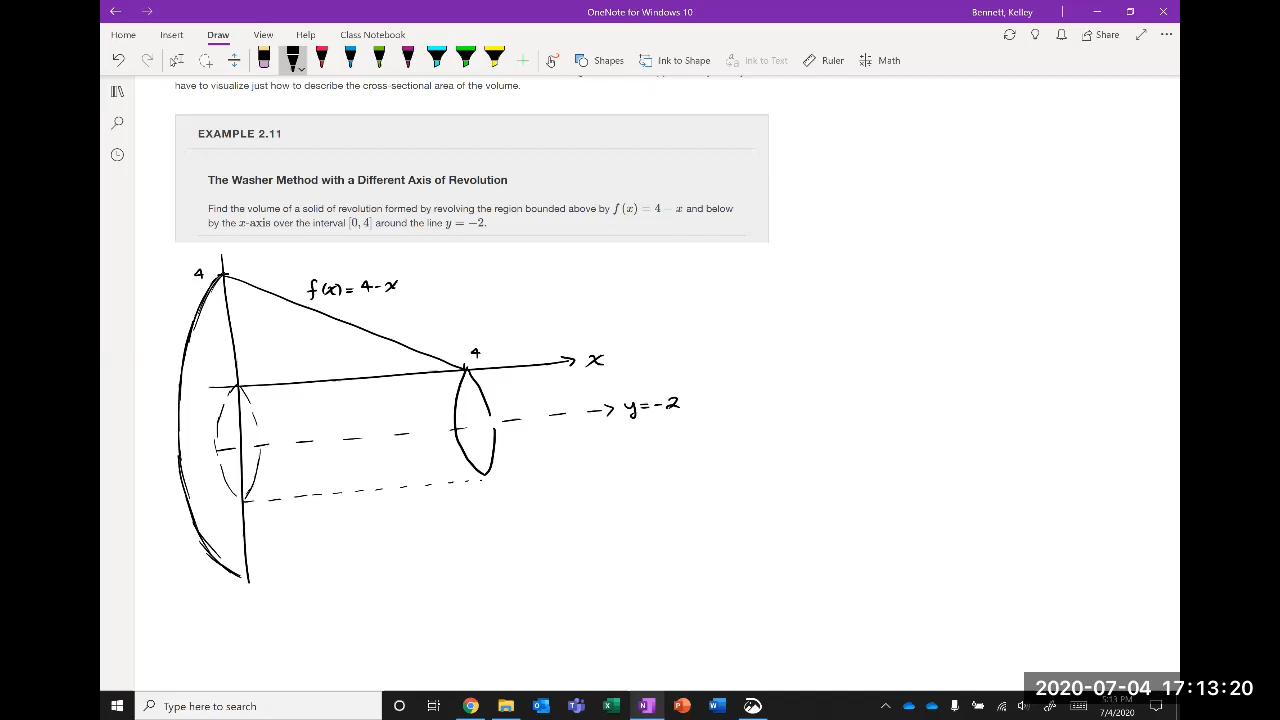 OneNote for Windows 10
Bennett, Kelley
Home Insert Draw View Help Class Notebook
Share
Shapes Ink to Shape Ink to Text Ruler Math
have to visualize just how to describe the cross-sectional area of the volume.
EXAMPLE 2.11
The Washer Method with a Different Axis of Revolution
Find the volume of a solid of revolution formed by revolving the region bounded above by f (x) = 4 − x and below
by the x-axis over the interval [0, 4] around the line y = −2.
4
f(x) = 4-x
4
x
y=-2
Type here to search
5:13 PM
7/4/2020
2020-07-04 17:13:20